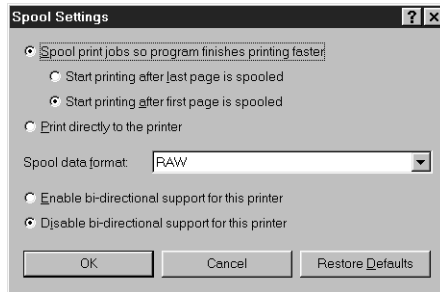 Spool Settings
Spool print jobs so program finishes printing faster
Start printing after last page is spooled
Start printing after first page is spooled
Print directly to the printer
Spool data format: RAW
Enable bi-directional support for this printer
Disable bi-directional support for this printer
OK Cancel Restore Defaults